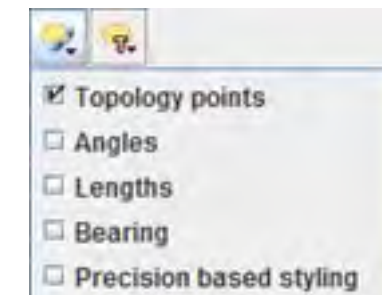 Topology points
Angles
Lengths
Bearing
Precision based styling